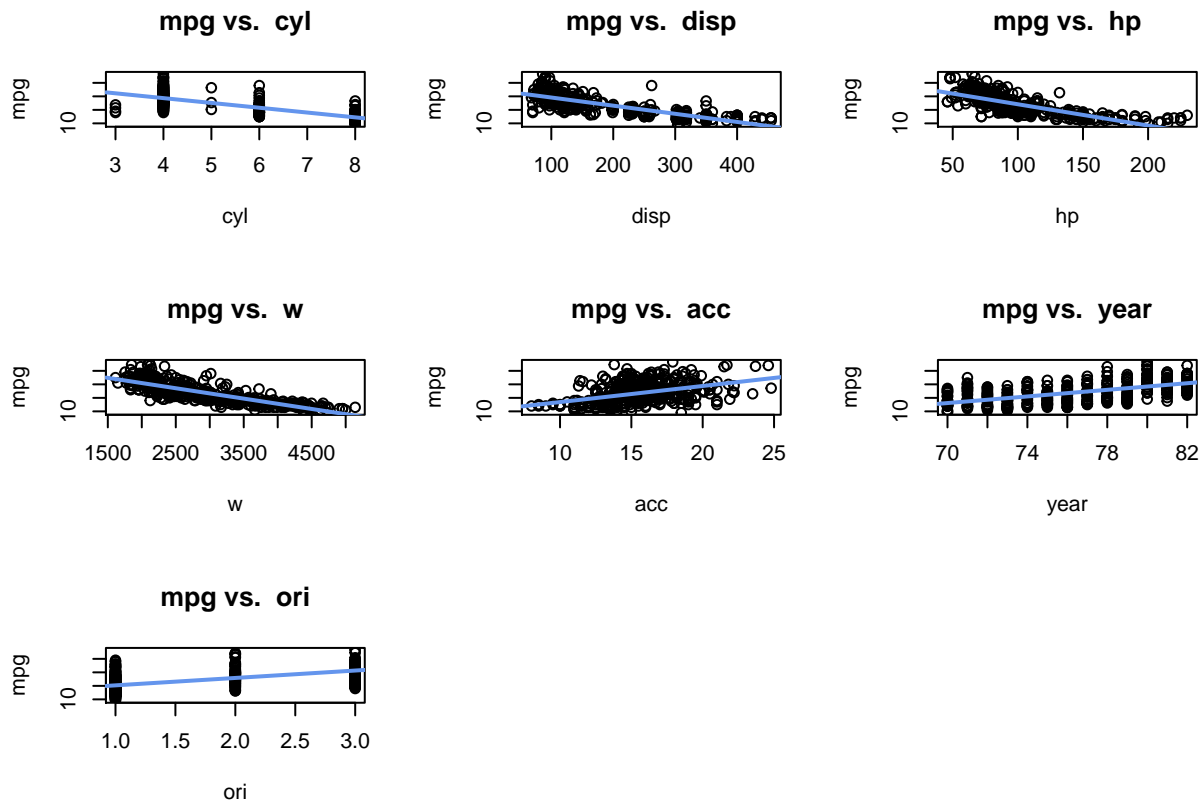 mpg vs. cyl
mpg
10
3 4 5 6 7 8
cyl
mpg vs. disp
mpg
10
100 200 300 400
disp
mpg vs. hp
mpg
10
50 100 150 200
hp
mpg vs. w
mpg
10
1500 2500 3500 4500
w
mpg vs. acc
mpg
10
10 15 20 25
acc
mpg vs. year
mpg
10
70 74 78 82
year
mpg vs. ori
mpg
10
1.0 1.5 2.0 2.5 3.0
ori